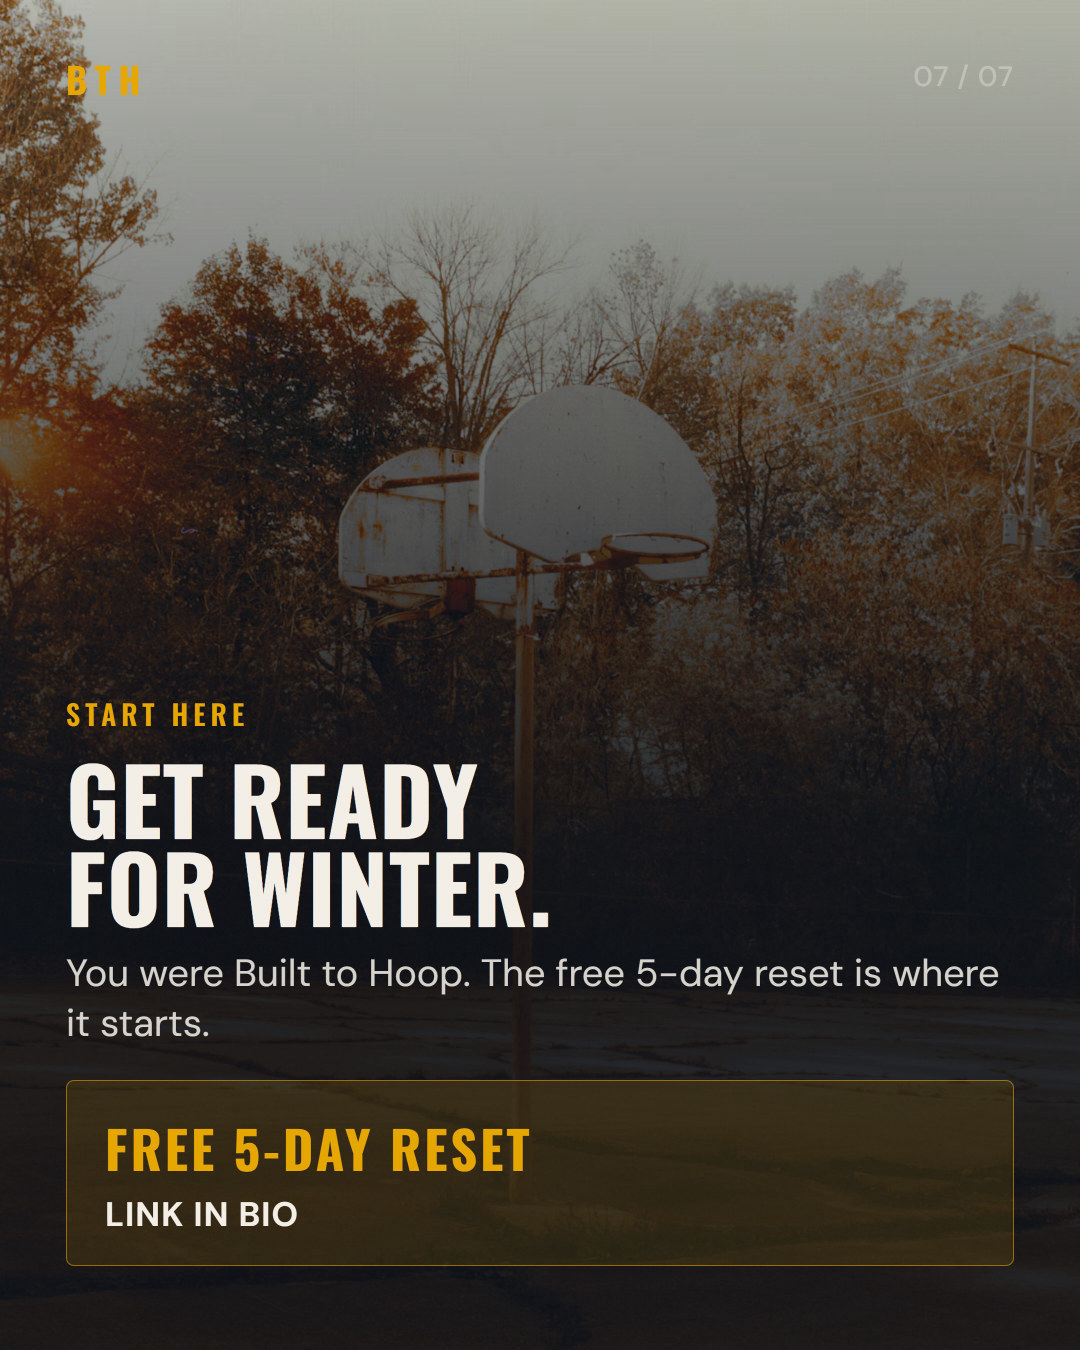 BTH
07 / 07
START HERE
GET READY
FOR WINTER.
You were Built to Hoop. The free 5-day reset is where
it starts.
FREE 5-DAY RESET
LINK IN BIO